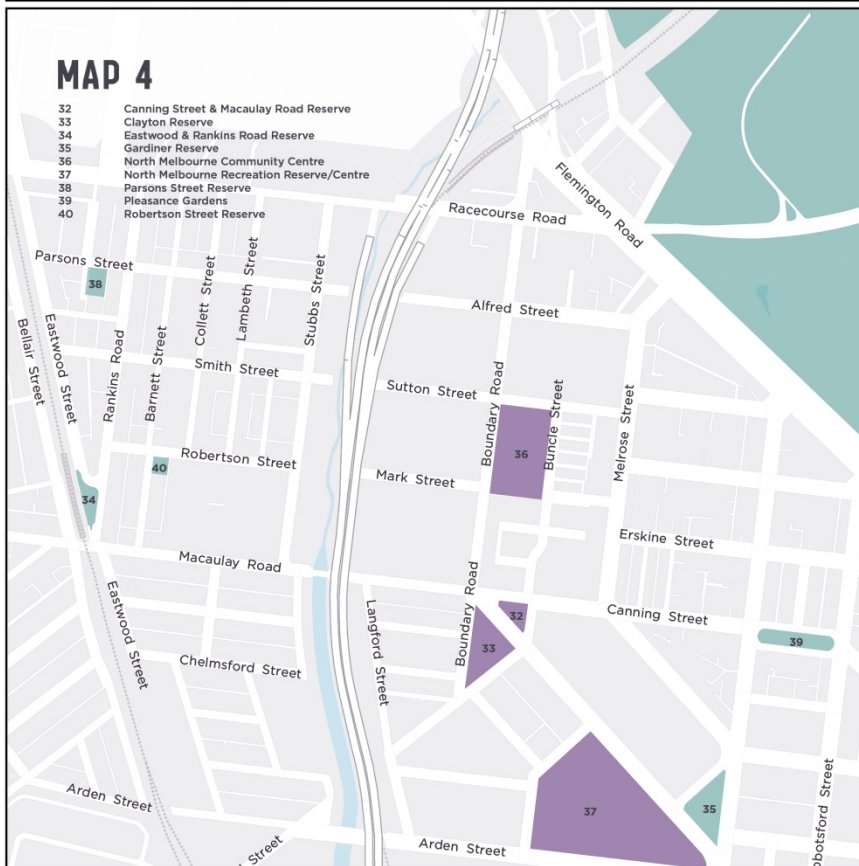 MAP 4
32 Canning Street & Macaulay Road Reserve
33 Clayton Reserve
34 Eastwood & Rankins Road Reserve
35 Gardiner Reserve
36 North Melbourne Community Centre
37 North Melbourne Recreation Reserve/Centre
38 Parsons Street Reserve
39 Pleasance Gardens
40 Robertson Street Reserve
Flemington Road
Racecourse Road
Parsons Street
38
Bellair Street
Eastwood Street
Rankins Road
Barnett Street
Collett Street
Lambeth Street
Stubbs Street
Alfred Street
Smith Street
Sutton Street
Boundary Road
Buncle Street
Melrose Street
36
Robertson Street
40
Mark Street
34
Erskine Street
Macaulay Road
Canning Street
32
33
39
Boundary Road
Langford Street
Eastwood Street
Chelmsford Street
Arden Street
37
35
Arden Street
Street